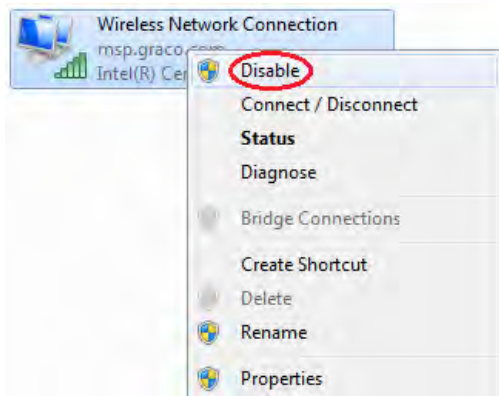 Wireless Network Connection
msp.graco.com
Intel(R) Cer
Disable
Connect / Disconnect
Status
Diagnose
Bridge Connections
Create Shortcut
Delete
Rename
Properties